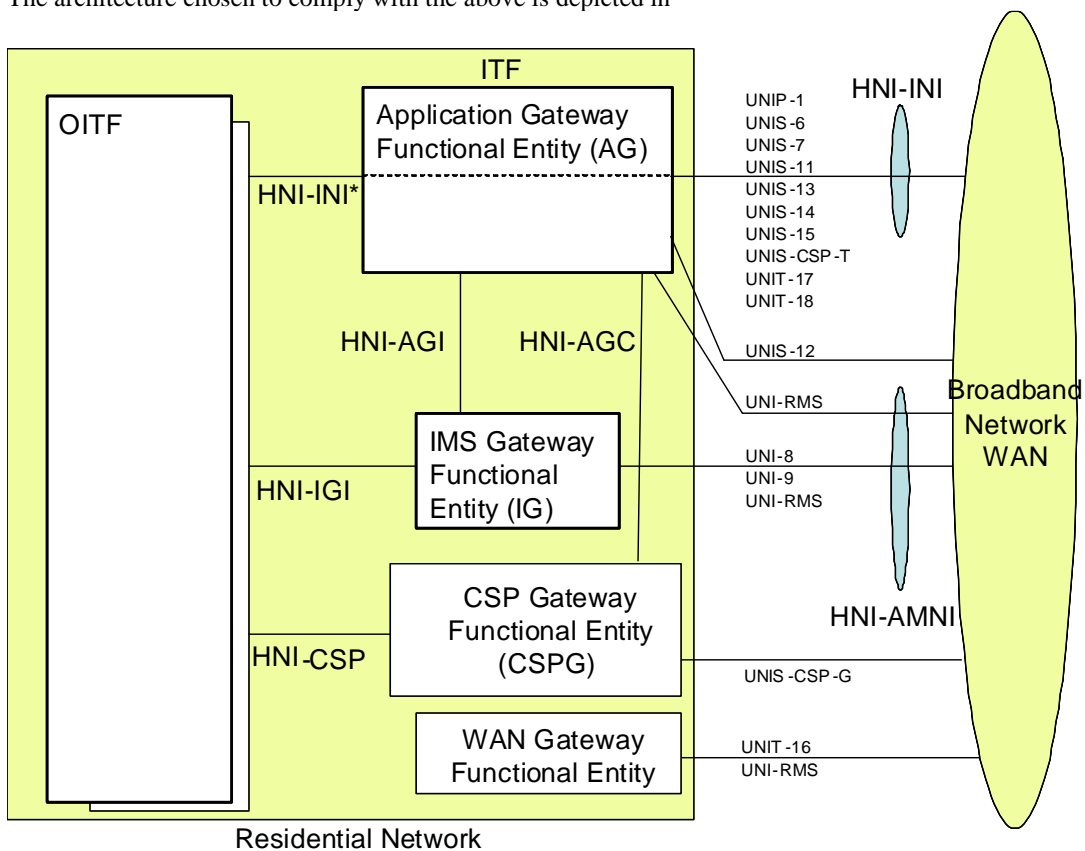 The architecture chosen to comply with the above is depicted in
ITF
OITF
Application Gateway
Functional Entity (AG)
HNI-INI*
UNIP-1
UNIS-6
UNIS-7
UNIS-11
UNIS-13
UNIS-14
UNIS-15
UNIS-CSP-T
UNIT-17
UNIT-18
HNI-INI
HNI-AGI
HNI-AGC
UNIS-12
UNI-RMS
Broadband
Network
WAN
IMS Gateway
Functional
Entity (IG)
HNI-IGI
UNI-8
UNI-9
UNI-RMS
HNI-AMNI
CSP Gateway
Functional Entity
(CSPG)
HNI-CSP
UNIS-CSP-G
WAN Gateway
Functional Entity
UNIT-16
UNI-RMS
Residential Network